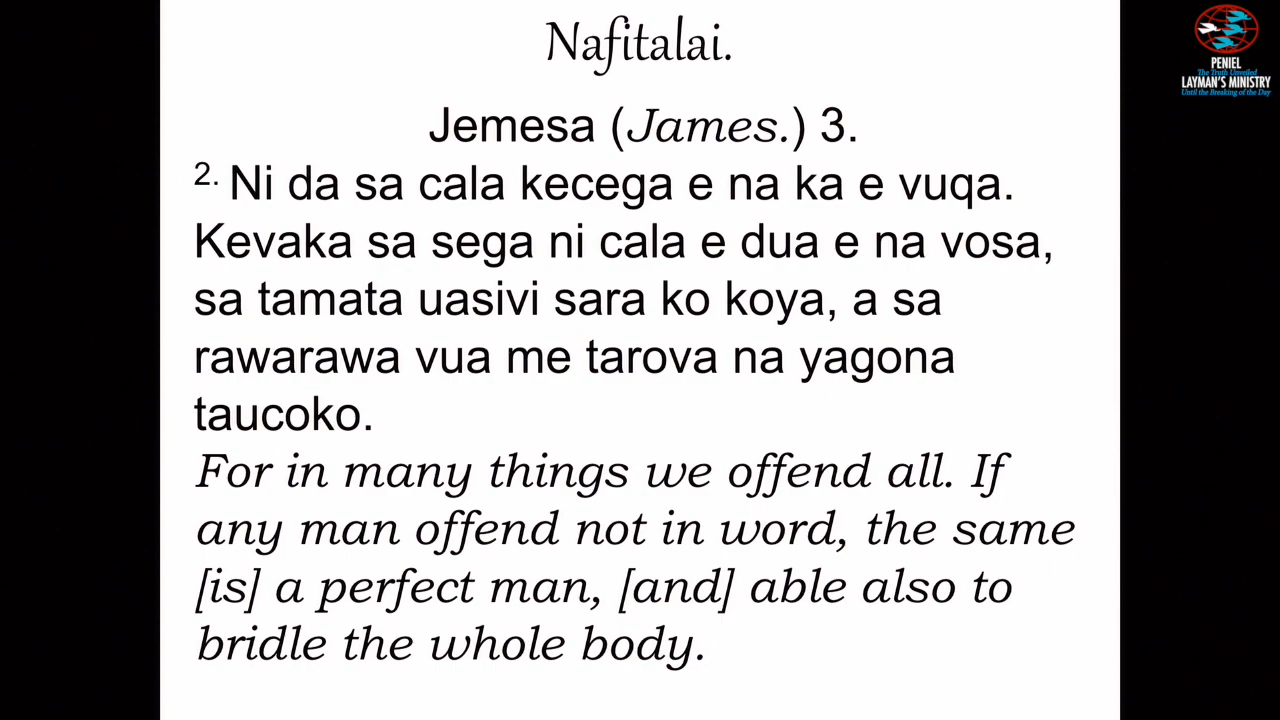 Nafitalai.
PENIEL
The Truth Unveiled
LAYMAN'S MINISTRY
Until the Breaking of the Day
Jemesa (James.) 3.
2. Ni da sa cala kecega e na ka e vuqa.
Kevaka sa sega ni cala e dua e na vosa,
sa tamata uasivi sara ko koya, a sa
rawarawa vua me tarova na yagona
taucoko.
For in many things we offend all. If
any man offend not in word, the same
[is] a perfect man, [and] able also to
bridle the whole body.